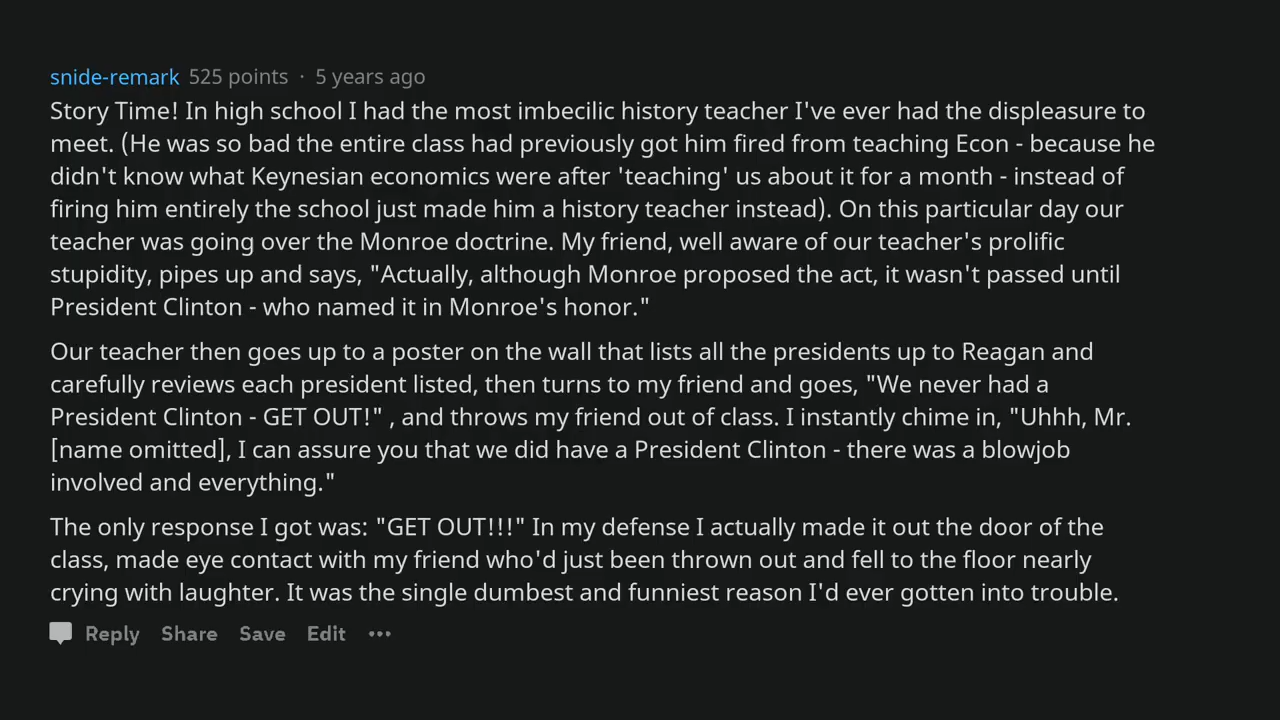 snide-remark 525 points · 5 years ago
Story Time! In high school I had the most imbecilic history teacher I've ever had the displeasure to
meet. (He was so bad the entire class had previously got him fired from teaching Econ - because he
didn't know what Keynesian economics were after 'teaching' us about it for a month - instead of
firing him entirely the school just made him a history teacher instead). On this particular day our
teacher was going over the Monroe doctrine. My friend, well aware of our teacher's prolific
stupidity, pipes up and says, "Actually, although Monroe proposed the act, it wasn't passed until
President Clinton - who named it in Monroe's honor."
Our teacher then goes up to a poster on the wall that lists all the presidents up to Reagan and
carefully reviews each president listed, then turns to my friend and goes, "We never had a
President Clinton - GET OUT!" , and throws my friend out of class. I instantly chime in, "Uhhh, Mr.
[name omitted], I can assure you that we did have a President Clinton - there was a blowjob
involved and everything."
The only response I got was: "GET OUT!!!" In my defense I actually made it out the door of the
class, made eye contact with my friend who'd just been thrown out and fell to the floor nearly
crying with laughter. It was the single dumbest and funniest reason I'd ever gotten into trouble.
Reply Share Save Edit •••